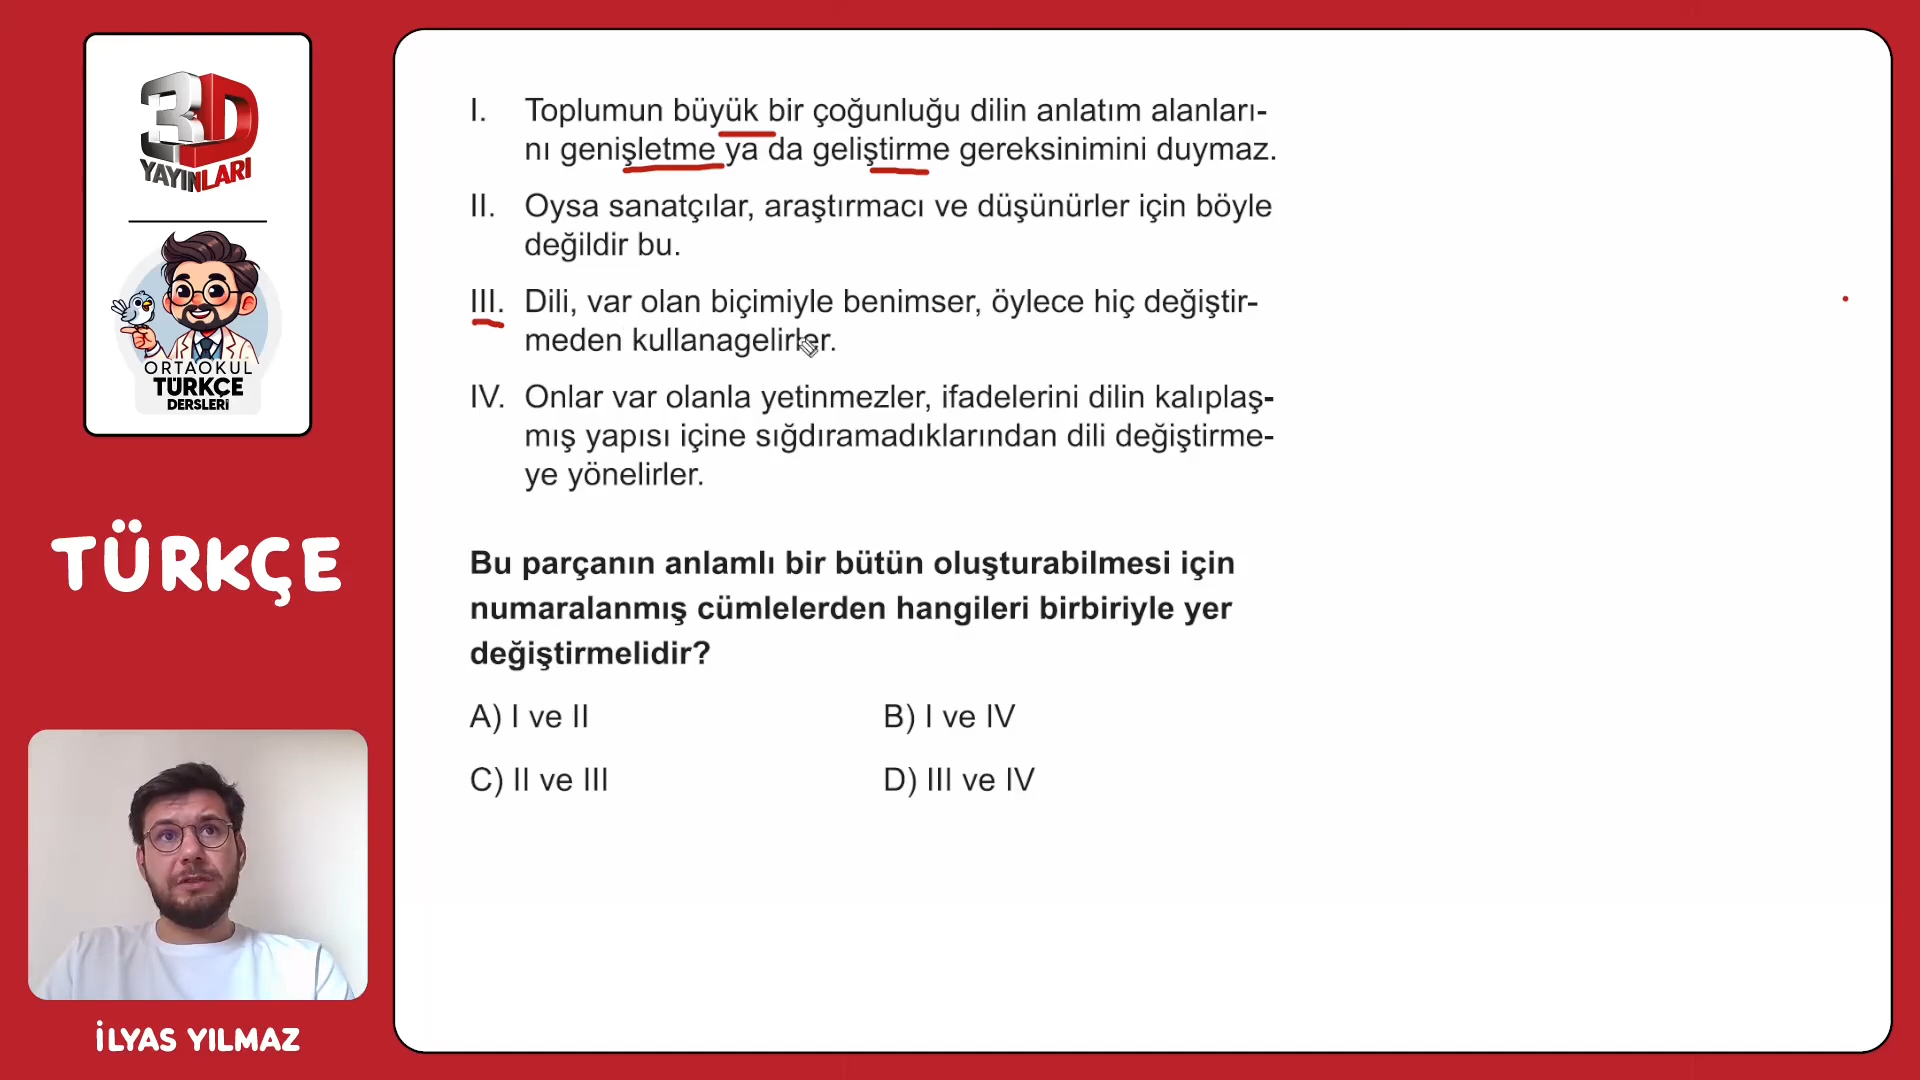 3D
YAYINLARI
ORTAOKUL
TÜRKÇE
DERSLERİ
TÜRKÇE
İLYAS YILMAZ
I. Toplumun büyük bir çoğunluğu dilin anlatım alanları-
nı genişletme ya da geliştirme gereksinimini duymaz.
II. Oysa sanatçılar, araştırmacı ve düşünürler için böyle
değildir bu.
III. Dili, var olan biçimiyle benimser, öylece hiç değiştir-
meden kullanagelirler.
IV. Onlar var olanla yetinmezler, ifadelerini dilin kalıplaş-
mış yapısı içine sığdıramadıklarından dili değiştirme-
ye yönelirler.
Bu parçanın anlamlı bir bütün oluşturabilmesi için
numaralanmış cümlelerden hangileri birbiriyle yer
değiştirmelidir?
A) I ve II
B) I ve IV
C) II ve III
D) III ve IV